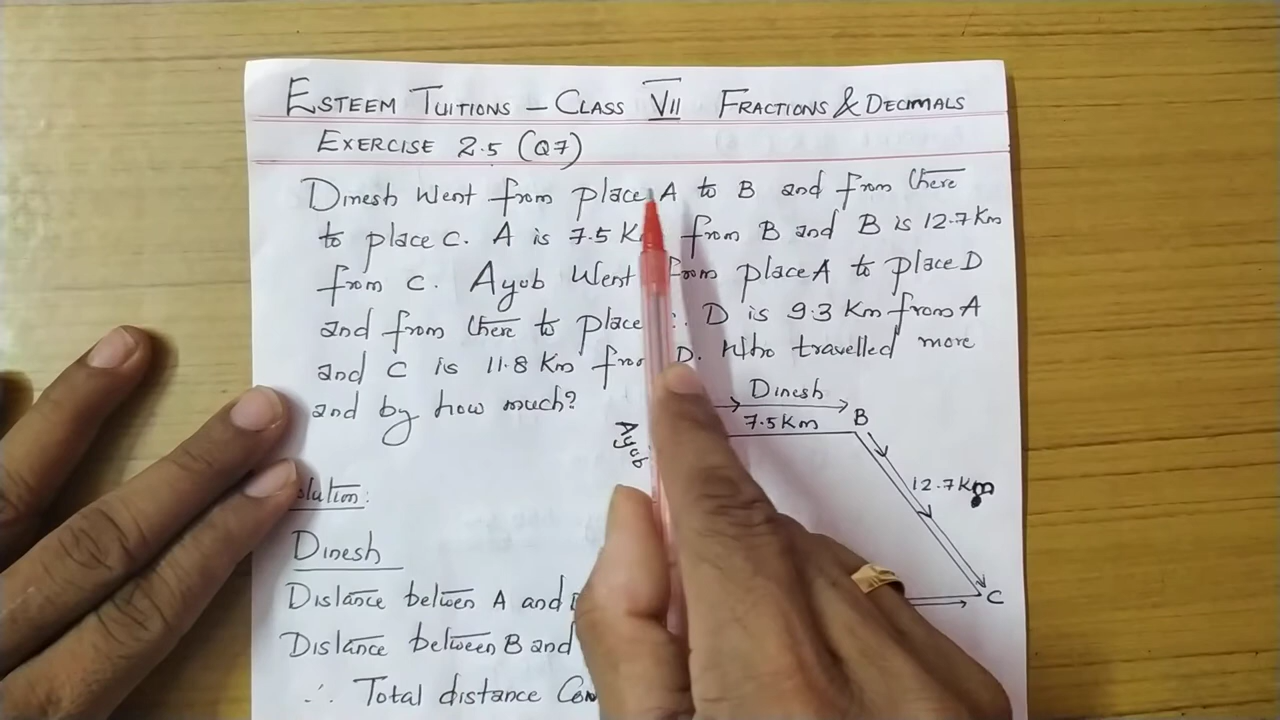 ESTEEM TUITIONS - CLASS VII FRACTIONS & DECIMALS
EXERCISE 2.5 (Q7)
Dinesh Went from place A to B and from there
to place C. A is 7.5 K from B and B is 12.7 Km
from C. Ayub Went from place A to place D
and from there to place D is 9.3 Km from A
and C is 11.8 Km from D. Who travelled more
and by how much?
Dinesh
7.5 Km
B
Ayub
12.7 Km
C
Solution:
Dinesh
Distance between A and
Distance between B and
∴ Total distance